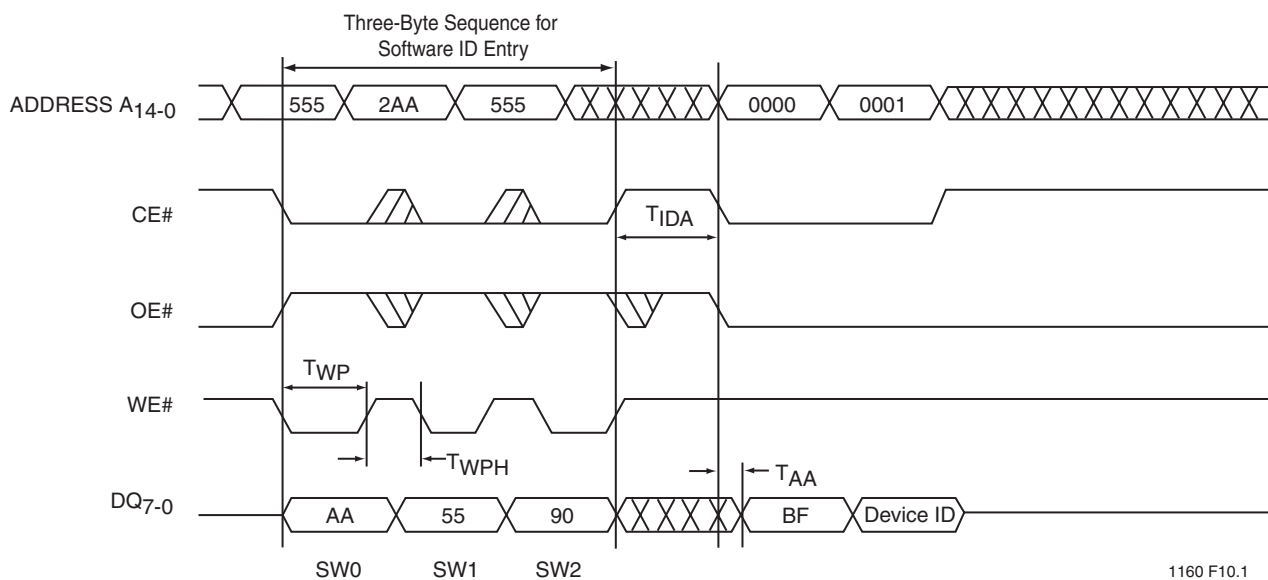 Three-Byte Sequence for
Software ID Entry
ADDRESS A14-0
555
2AA
555
0000
0001
CE#
TIDA
OE#
TWP
WE#
TWPH
TAA
DQ7-0
AA
55
90
BF
Device ID
SW0
SW1
SW2
1160 F10.1